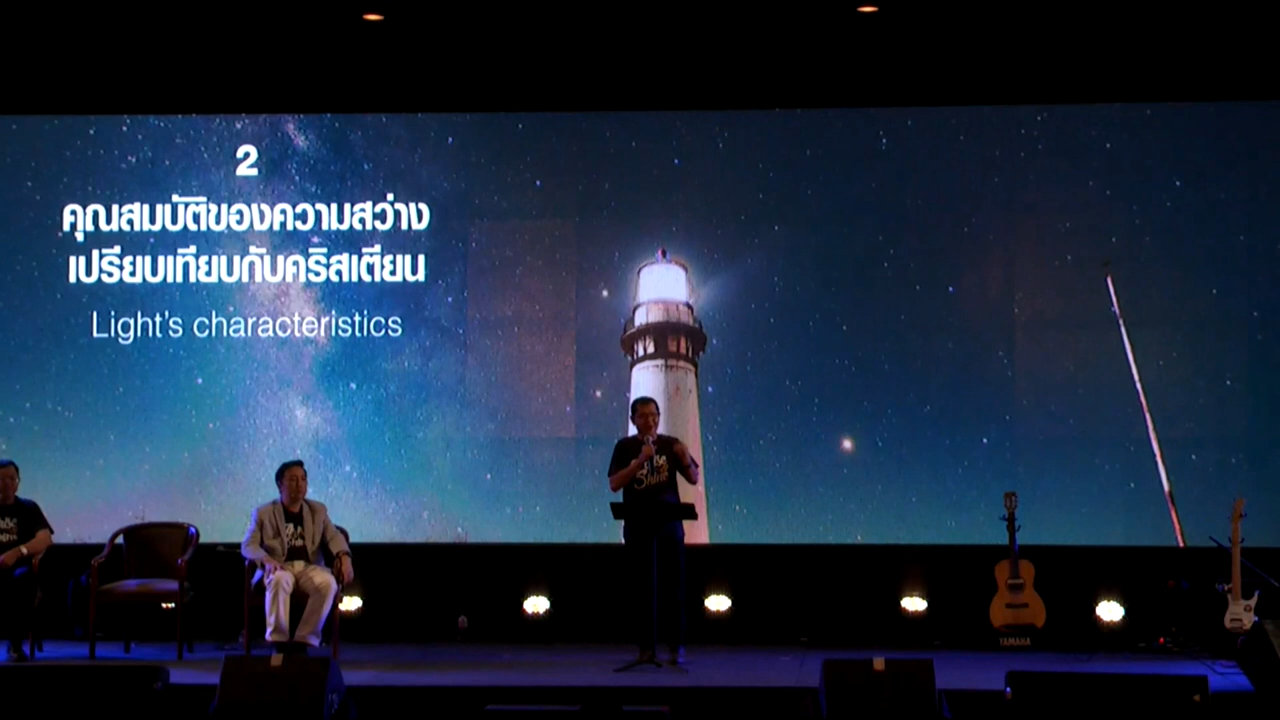 2
คุณสมบัติของความสว่าง
เปรียบเทียบกับคริสเตียน
Light's characteristics
Shine
YAMAHA